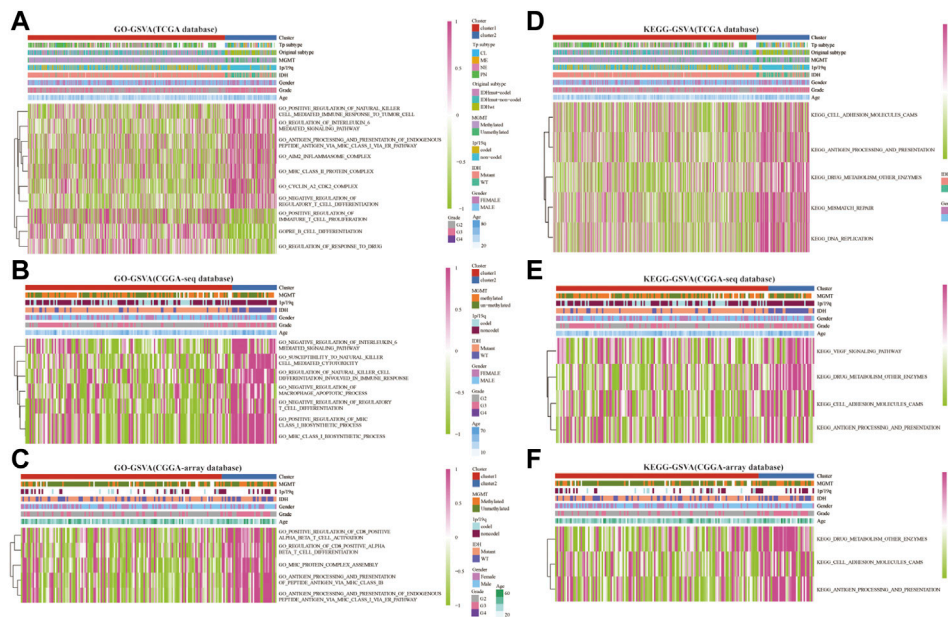 A
GO-GSVA(TCGA database)
Cluster
Tp subtype
Original subtype
MGMT
1p/19q
IDH
Gender
Grade
Age
GO_POSITIVE_REGULATION_OF_NATURAL_KILLER
CELL_MEDIATED_IMMUNE_RESPONSE_TO_TUMOR_CELL
GO_REGULATION_OF_INTERLEUKIN_6
MEDIATED_SIGNALING_PATHWAY
GO_ANTIGEN_PROCESSING_AND_PRESENTATION_OF_ENDOGENOUS
PEPTIDE_ANTIGEN_VIA_MHC_CLASS_I_VIA_ER_PATHWAY
GO_AIM2_INFLAMMASOME_COMPLEX
GO_MHC_CLASS_II_PROTEIN_COMPLEX
GO_CYCLIN_A2_CDK2_COMPLEX
GO_NEGATIVE_REGULATION_OF
REGULATORY_T_CELL_DIFFERENTIATION
GO_POSITIVE_REGULATION_OF
IMMATURE_T_CELL_PROLIFERATION
GOPRE_B_CELL_DIFFERENTIATION
GO_REGULATION_OF_RESPONSE_TO_DRUG
1
0.5
0
-1
Grade
G2
G3
G4
Cluster
cluster1
cluster2
Tp subtype
CL
ME
NE
PN
Original subtype
IDHmut-codel
IDHmut-non-codel
IDHwt
MGMT
Methylated
Unmethylated
1p/19q
codel
non-codel
IDH
Mutant
WT
Gender
FEMALE
MALE
Age
80
20
B
GO-GSVA(CGGA-seq database)
Cluster
MGMT
1p/19q
IDH
Gender
Grade
Age
GO_NEGATIVE_REGULATION_OF_INTERLEUKIN_6
MEDIATED_SIGNALING_PATHWAY
GO_SUSCEPTIBILITY_TO_NATURAL_KILLER
CELL_MEDIATED_CYTOTOXICITY
GO_REGULATION_OF_NATURAL_KILLER_CELL
DIFFERENTIATION_INVOLVED_IN_IMMUNE_RESPONSE
GO_NEGATIVE_REGULATION_OF
MACROPHAGE_APOPTOTIC_PROCESS
GO_NEGATIVE_REGULATION_OF_REGULATORY
T_CELL_DIFFERENTIATION
GO_POSITIVE_REGULATION_OF_MHC
CLASS_I_BIOSYNTHETIC_PROCESS
GO_MHC_CLASS_I_BIOSYNTHETIC_PROCESS
1
0.5
0
-1
Cluster
cluster1
cluster2
MGMT
methylated
un-methylated
1p/19q
codel
noncodel
IDH
Mutant
WT
Gender
FEMALE
MALE
Grade
G2
G3
G4
Age
70
10
C
GO-GSVA(CGGA-array database)
Cluster
MGMT
1p/19q
IDH
Gender
Grade
Age
GO_POSITIVE_REGULATION_OF_CD8_POSITIVE
ALPHA_BETA_T_CELL_ACTIVATION
GO_REGULATION_OF_CD8_POSITIVE_ALPHA
BETA_T_CELL_DIFFERENTIATION
GO_MHC_PROTEIN_COMPLEX_ASSEMBLY
GO_ANTIGEN_PROCESSING_AND_PRESENTATION
OF_PEPTIDE_ANTIGEN_VIA_MHC_CLASS_IB
GO_ANTIGEN_PROCESSING_AND_PRESENTATION_OF_ENDOGENOUS
PEPTIDE_ANTIGEN_VIA_MHC_CLASS_I_VIA_ER_PATHWAY
1
0.5
0
-1
Cluster
cluster1
cluster2
MGMT
Methylated
Unmethylated
1p/19q
codel
noncodel
IDH
Mutant
WT
Gender
Female
Male
Grade
G2
G3
G4
Age
60
20
D
KEGG-GSVA(TCGA database)
Cluster
Tp subtype
Original subtype
MGMT
1p/19q
IDH
Gender
Grade
Age
KEGG_CELL_ADHESION_MOLECULES_CAMS
KEGG_ANTIGEN_PROCESSING_AND_PRESENTATION
KEGG_DRUG_METABOLISM_OTHER_ENZYMES
KEGG_MISMATCH_REPAIR
KEGG_DNA_REPLICATION
IDH
E
KEGG-GSVA(CGGA-seq database)
Cluster
MGMT
1p/19q
IDH
Gender
Grade
Age
KEGG_VEGF_SIGNALING_PATHWAY
KEGG_DRUG_METABOLISM_OTHER_ENZYMES
KEGG_CELL_ADHESION_MOLECULES_CAMS
KEGG_ANTIGEN_PROCESSING_AND_PRESENTATION
F
KEGG-GSVA(CGGA-array database)
Cluster
MGMT
1p/19q
IDH
Gender
Grade
Age
KEGG_DRUG_METABOLISM_OTHER_ENZYMES
KEGG_CELL_ADHESION_MOLECULES_CAMS
KEGG_ANTIGEN_PROCESSING_AND_PRESENTATION